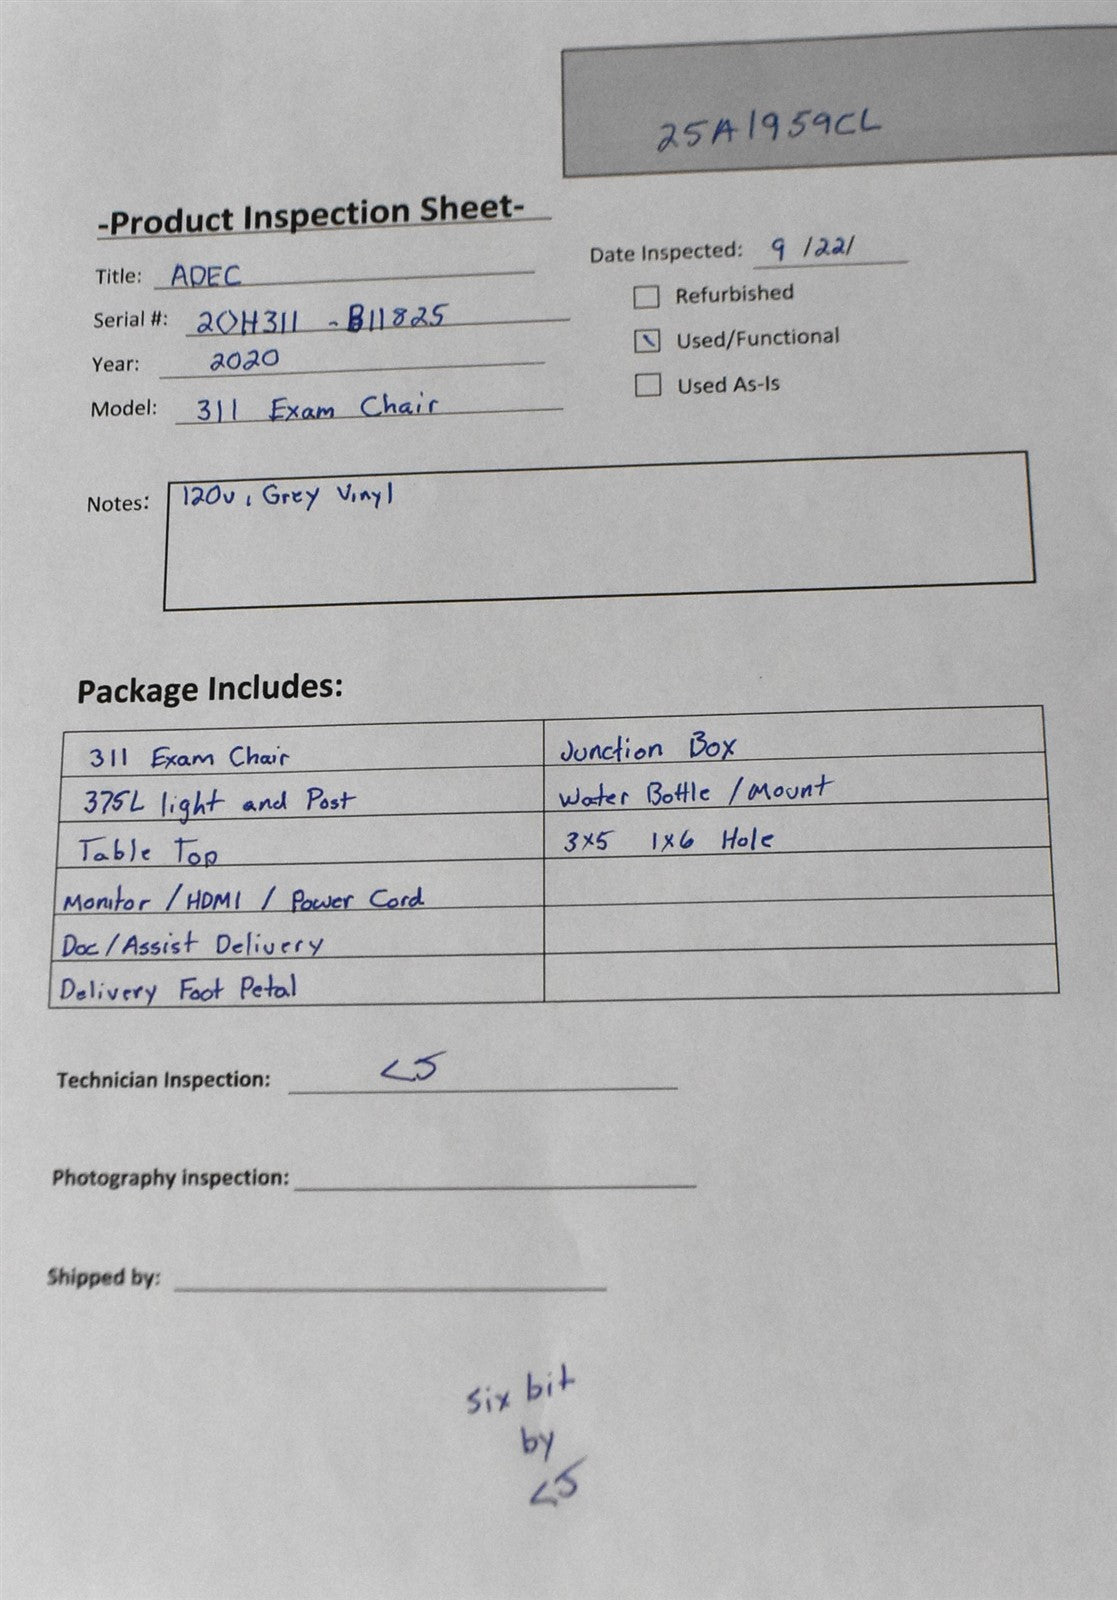 25A1959CL
-Product Inspection Sheet-
Date Inspected: 9 /22/
Title: ADEC
Refurbished
Serial #: 20H311 - B11825
Used/Functional
Year: 2020
Used As-Is
Model: 311 Exam Chair
Notes: 120v, Grey Vinyl
Package Includes:
311 Exam Chair Junction Box
375L light and Post Water Bottle / Mount
Table Top 3x5 1x6 Hole
Monitor / HDMI / Power Cord
Doc/Assist Delivery
Delivery Foot Petal
Technician Inspection:
Photography inspection:
Shipped by:
six bit
by